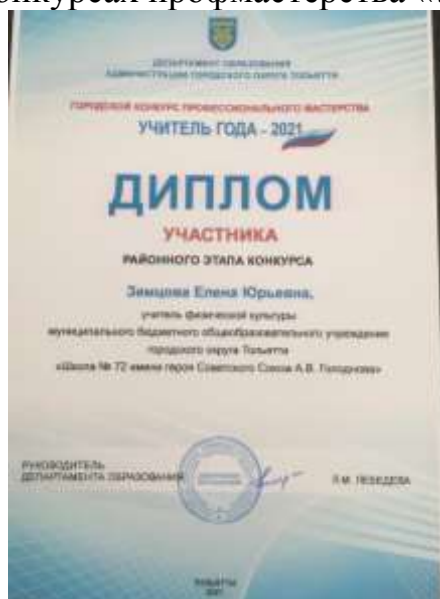 конкурсах профмастерства
ДЕПАРТАМЕНТ ОБРАЗОВАНИЯ
АДМИНИСТРАЦИИ ГОРОДСКОГО ОКРУГА ТОЛЬЯТТИ
ГОРОДСКОЙ КОНКУРС ПРОФЕССИОНАЛЬНОГО МАСТЕРСТВА
УЧИТЕЛЬ ГОДА - 2021
ДИПЛОМ
УЧАСТНИКА
РАЙОННОГО ЭТАПА КОНКУРСА
Земцова Елена Юрьевна,
учитель физической культуры
муниципального бюджетного общеобразовательного учреждения
городского округа Тольятти
«Школа № 72 имени героя Советского Союза А.В. Голоднова»
РУКОВОДИТЕЛЬ
ДЕПАРТАМЕНТА ОБРАЗОВАНИЯ
Л.М. ЛЕБЕДЕВА
ТОЛЬЯТТИ
2021